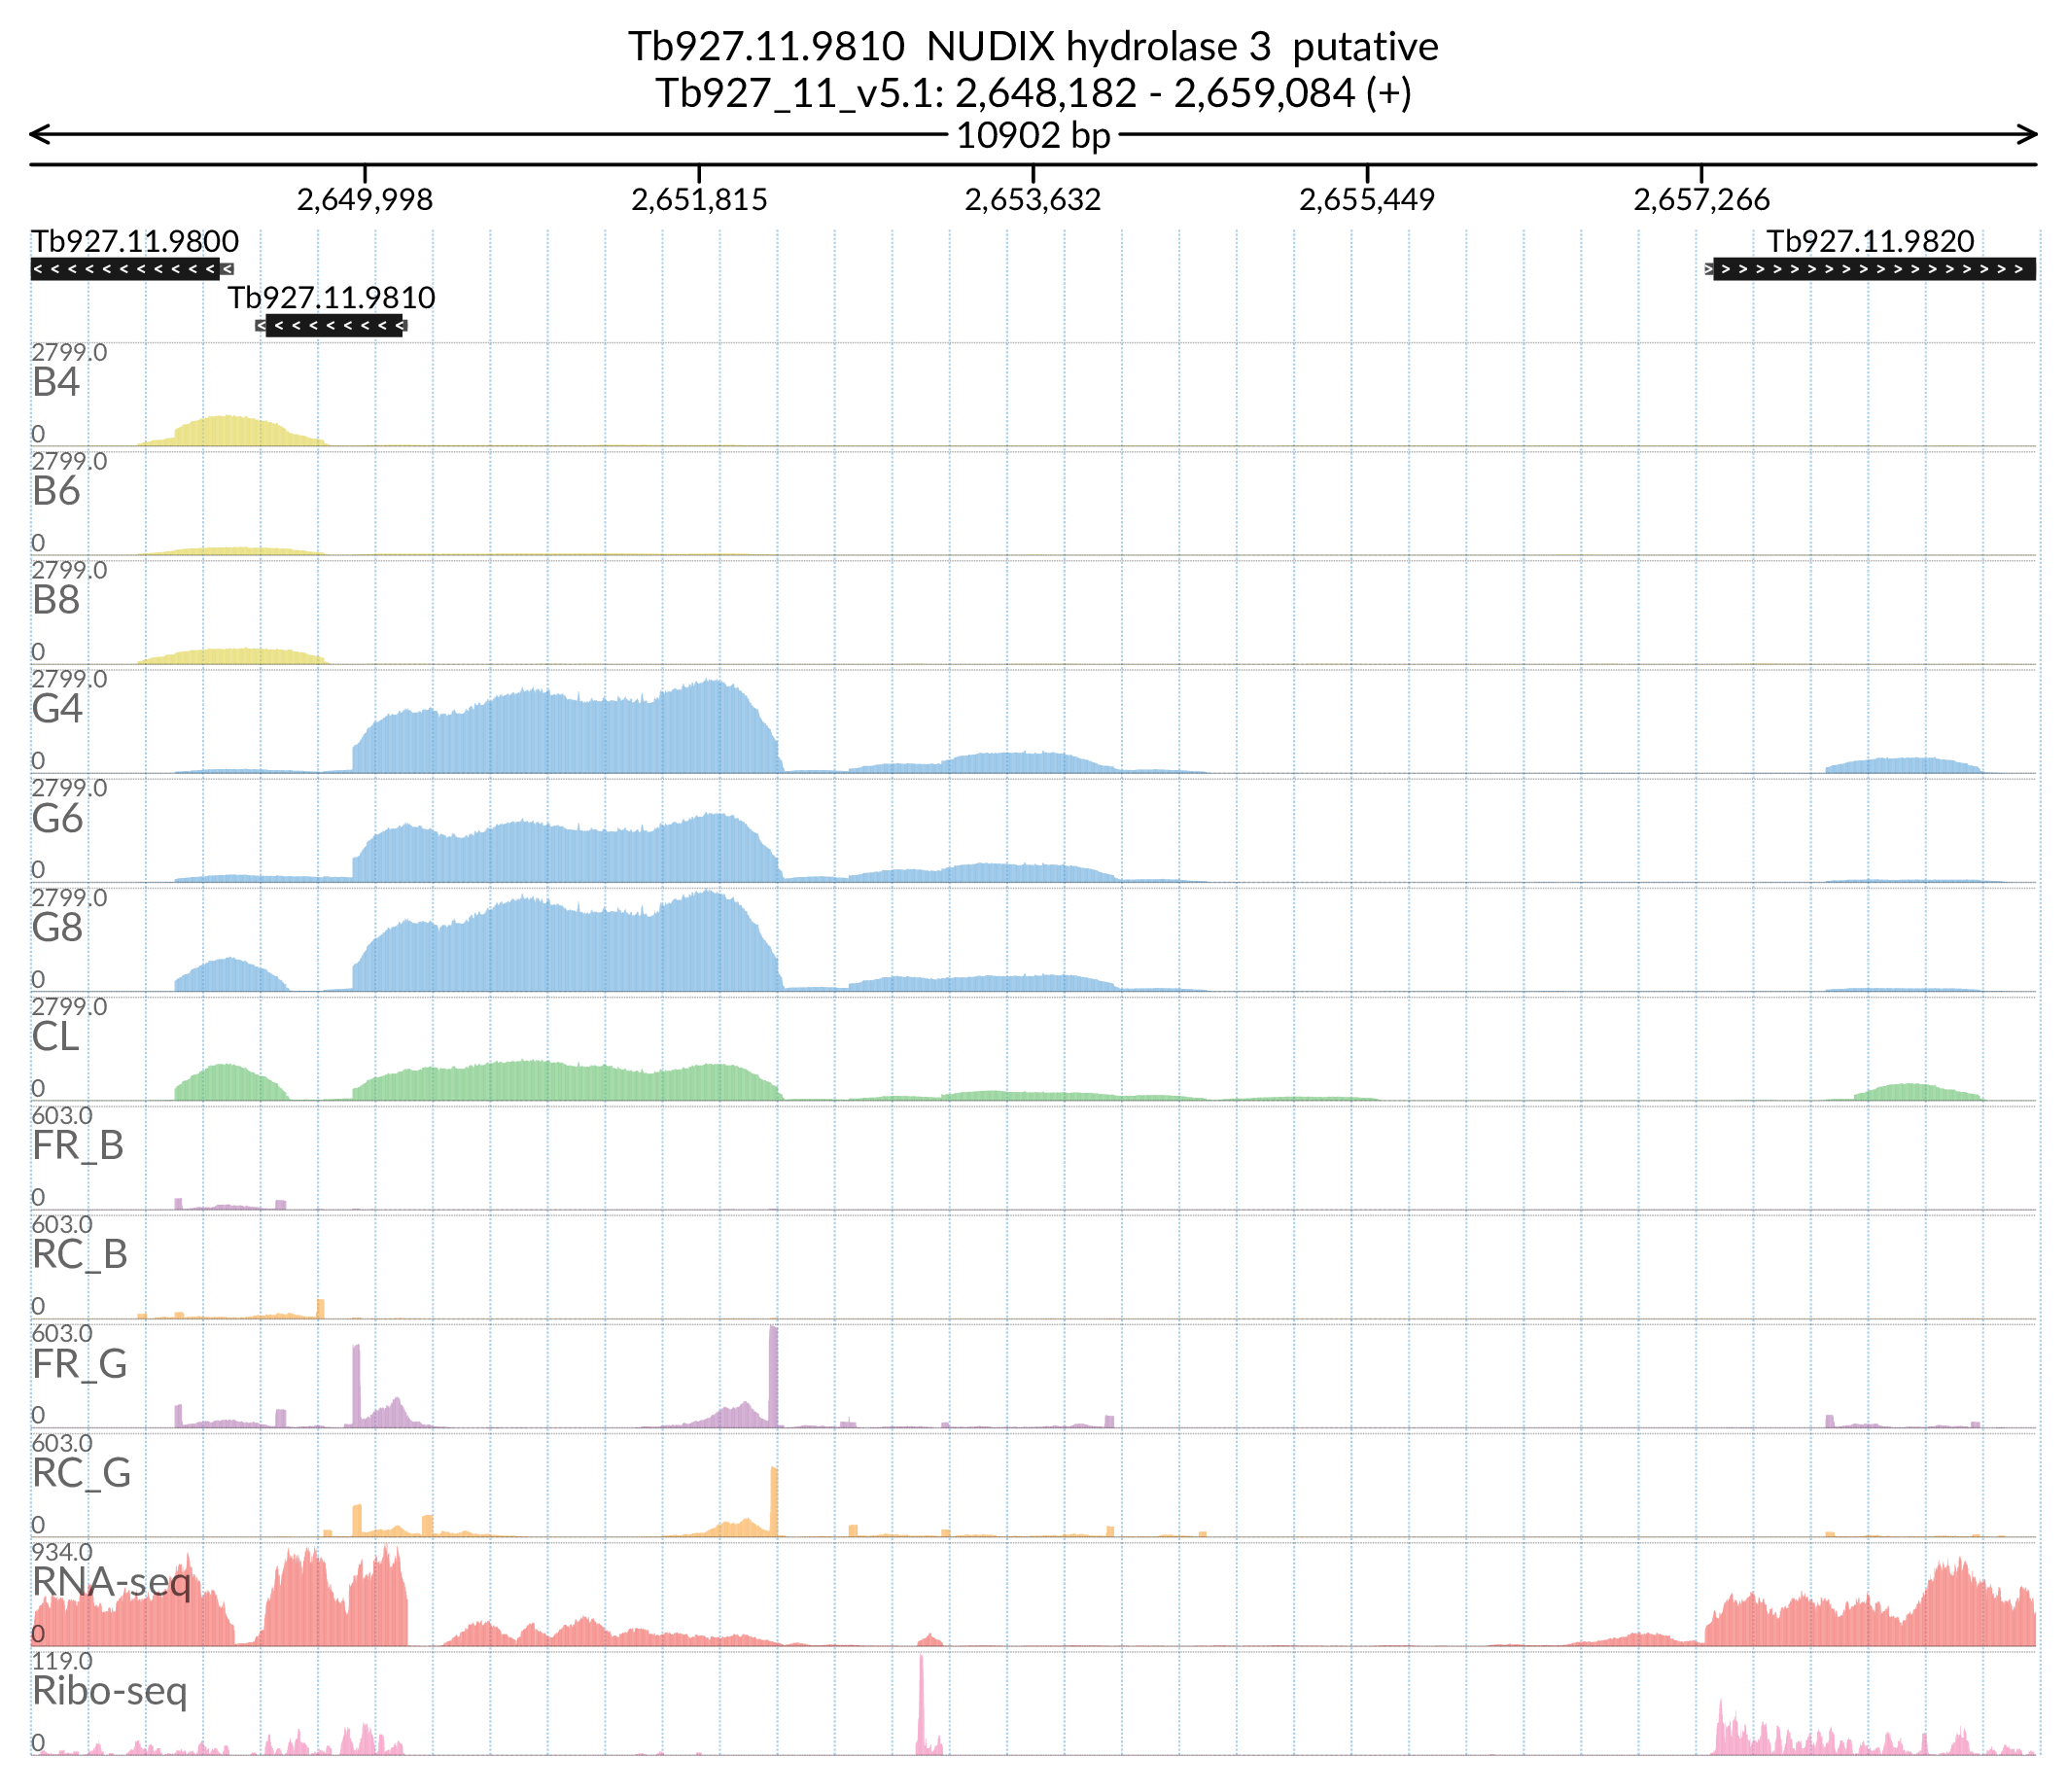 Tb927.11.9810  NUDIX hydrolase 3  putative
Tb927_11_v5.1: 2,648,182 - 2,659,084 (+)
10902 bp
2,649,998 2,651,815 2,653,632 2,655,449 2,657,266
Tb927.11.9800 Tb927.11.9820
Tb927.11.9810
2799.0
B4
0
2799.0
B6
0
2799.0
B8
0
2799.0
G4
0
2799.0
G6
0
2799.0
G8
0
2799.0
CL
0
603.0
FR_B
0
603.0
RC_B
0
603.0
FR_G
0
603.0
RC_G
0
934.0
RNA-seq
0
119.0
Ribo-seq
0